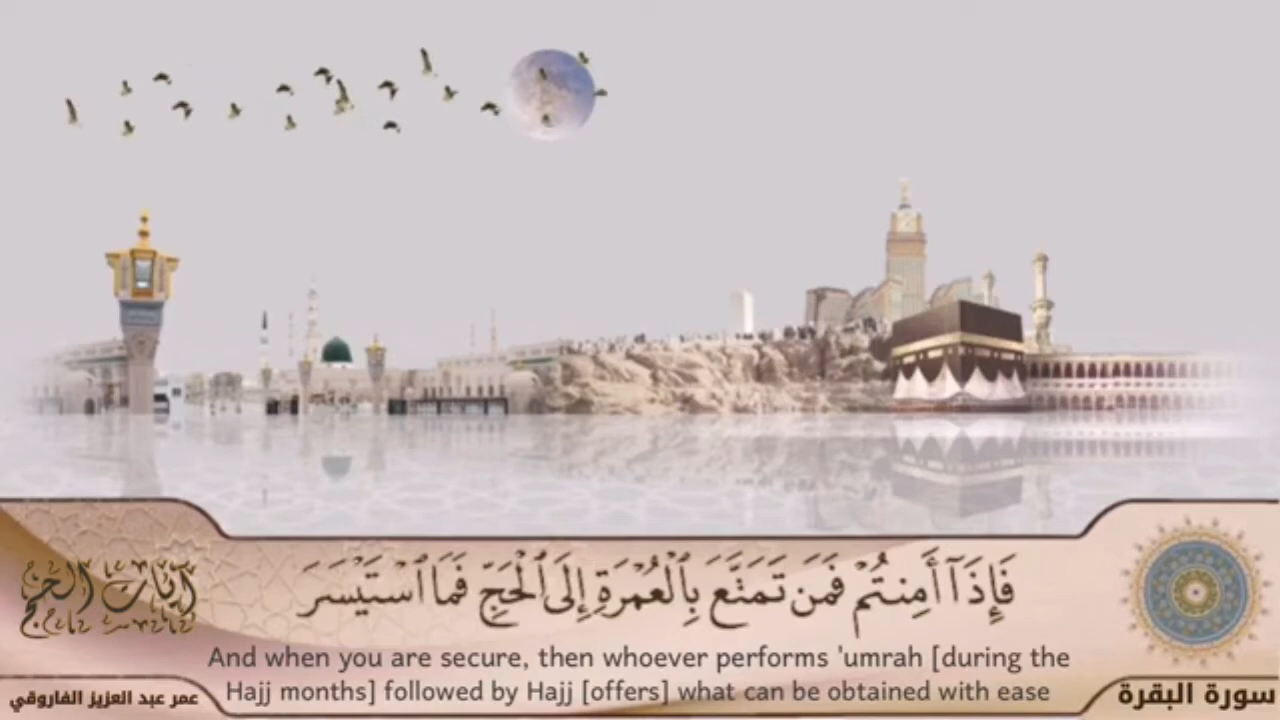 فَإِذَآ أَمِنتُمْ فَمَن تَمَتَّعَ بِٱلْعُمْرَةِ إِلَى ٱلْحَجِّ فَمَا ٱسْتَيْسَرَ
And when you are secure, then whoever performs 'umrah [during the
Hajj months] followed by Hajj [offers] what can be obtained with ease
آيات الحج
عمر عبد العزيز الفاروقي
سورة البقرة